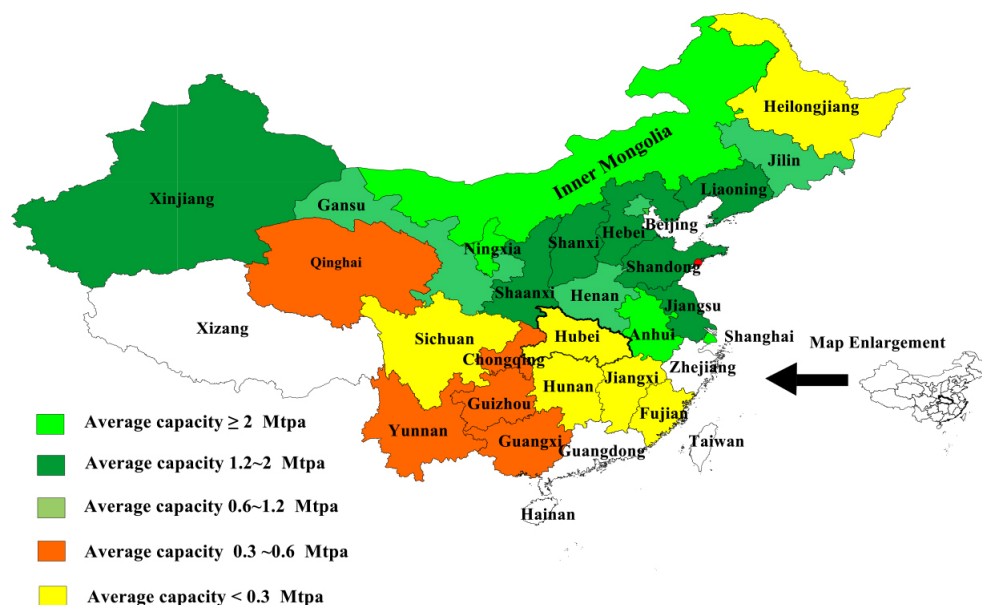 Heilongjiang
Jilin
Inner Mongolia
Liaoning
Xinjiang
Gansu
Beijing
Hebei
Shanxi
Ningxia
Qinghai
Shandong
Shaanxi
Henan
Jiangsu
Xizang
Sichuan
Hubei
Anhui
Shanghai
Map Enlargement
Chongqing
Zhejiang
Hunan
Jiangxi
Guizhou
Fujian
Yunnan
Guangxi
Guangdong
Taiwan
Hainan
Average capacity ≥ 2 Mtpa
Average capacity 1.2~2 Mtpa
Average capacity 0.6~1.2 Mtpa
Average capacity 0.3 ~0.6 Mtpa
Average capacity < 0.3 Mtpa